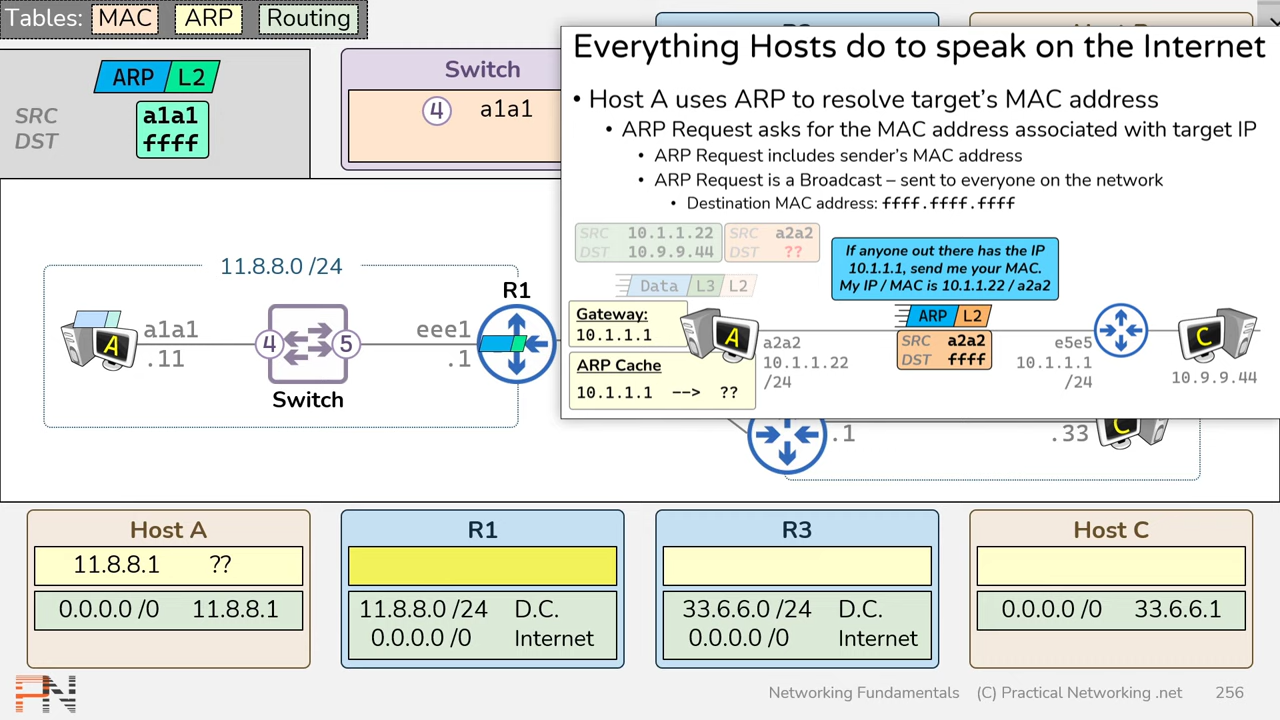 Tables: MAC ARP Routing
ARP L2
SRC a1a1
DST ffff
Switch
4 a1a1
Everything Hosts do to speak on the Internet
• Host A uses ARP to resolve target's MAC address
• ARP Request asks for the MAC address associated with target IP
• ARP Request includes sender's MAC address
• ARP Request is a Broadcast – sent to everyone on the network
• Destination MAC address: ffff.ffff.ffff
SRC 10.1.1.22 SRC a2a2
DST 10.9.9.44 DST ??
Data L3 L2
If anyone out there has the IP
10.1.1.1, send me your MAC.
My IP / MAC is 10.1.1.22 / a2a2
Gateway:
10.1.1.1
ARP Cache
10.1.1.1 --> ??
A
a2a2
10.1.1.22
/24
ARP L2
SRC a2a2
DST ffff
e5e5
10.1.1.1
/24
C
10.9.9.44
11.8.8.0 /24
A
a1a1
.11
4 5
Switch
eee1
.1
R1
.1
.33
C
Host A
11.8.8.1 ??
0.0.0.0 /0 11.8.8.1
R1
11.8.8.0 /24 D.C.
0.0.0.0 /0 Internet
R3
33.6.6.0 /24 D.C.
0.0.0.0 /0 Internet
Host C
0.0.0.0 /0 33.6.6.1
PN
Networking Fundamentals (C) Practical Networking .net 256